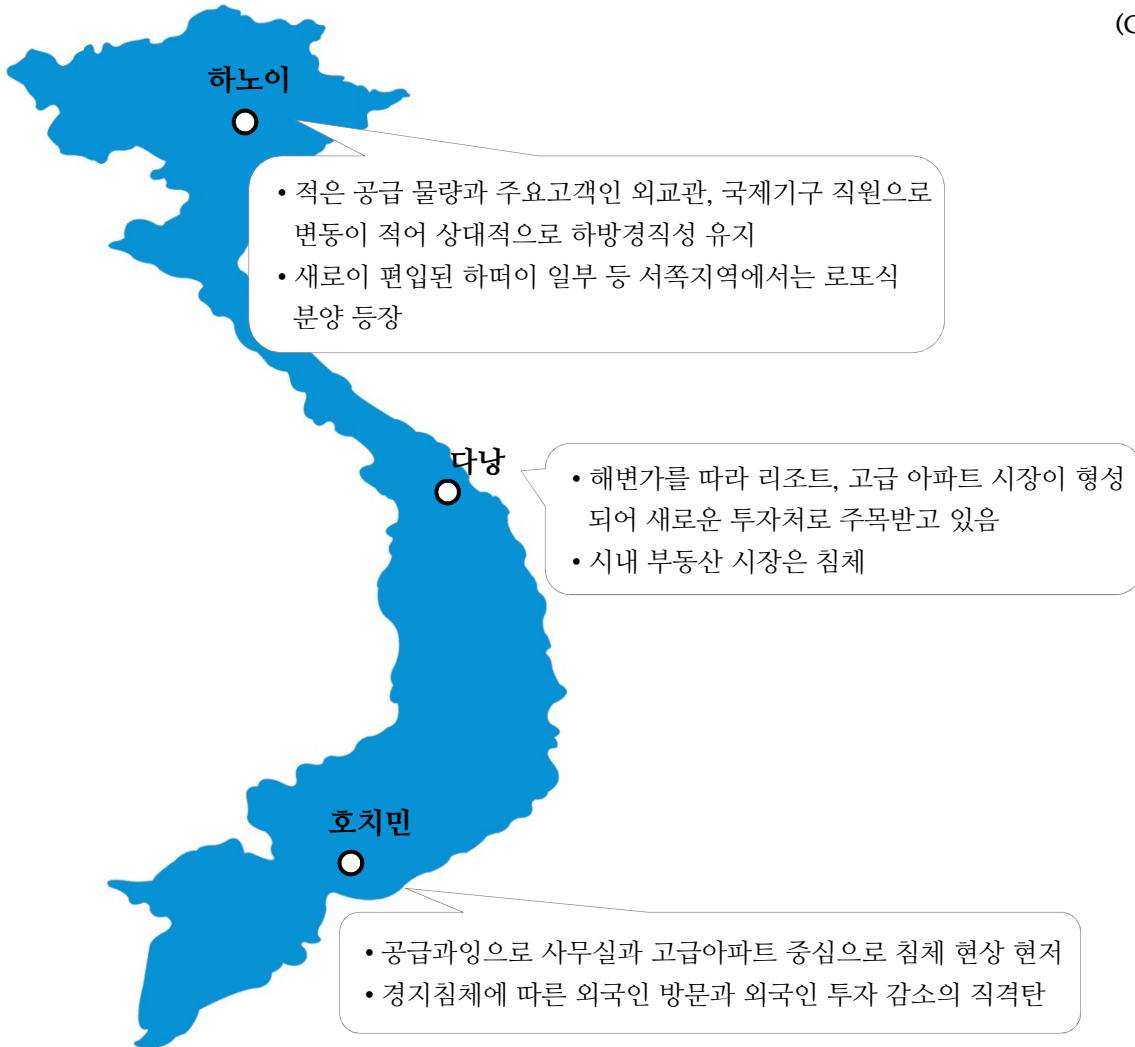 (C
하노이
• 적은 공급 물량과 주요고객인 외교관, 국제기구 직원으로
변동이 적어 상대적으로 하방경직성 유지
• 새로이 편입된 하떠이 일부 등 서쪽지역에서는 로또식
분양 등장
다낭
• 해변가를 따라 리조트, 고급 아파트 시장이 형성
되어 새로운 투자처로 주목받고 있음
• 시내 부동산 시장은 침체
호치민
• 공급과잉으로 사무실과 고급아파트 중심으로 침체 현상 현저
• 경지침체에 따른 외국인 방문과 외국인 투자 감소의 직격탄